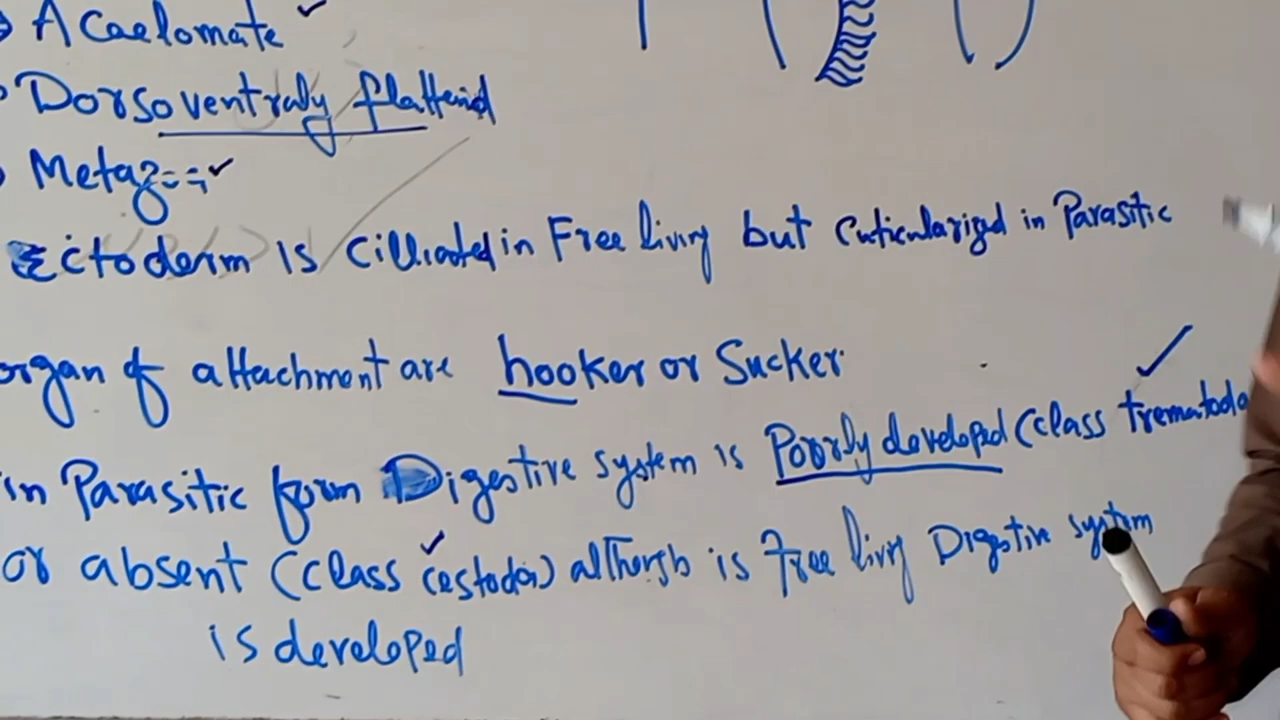 A Caelomate
Dorsoventraly flattend
Metaz
Ectoderm is Cilliated in Free living but Cuticularized in Parasitic
organ of attachment are hooker or Sucker
in Parasitic form Digestive system is Poorly developed (class trematoda
or absent (class cestoda) although is free living Digestive system
is developed